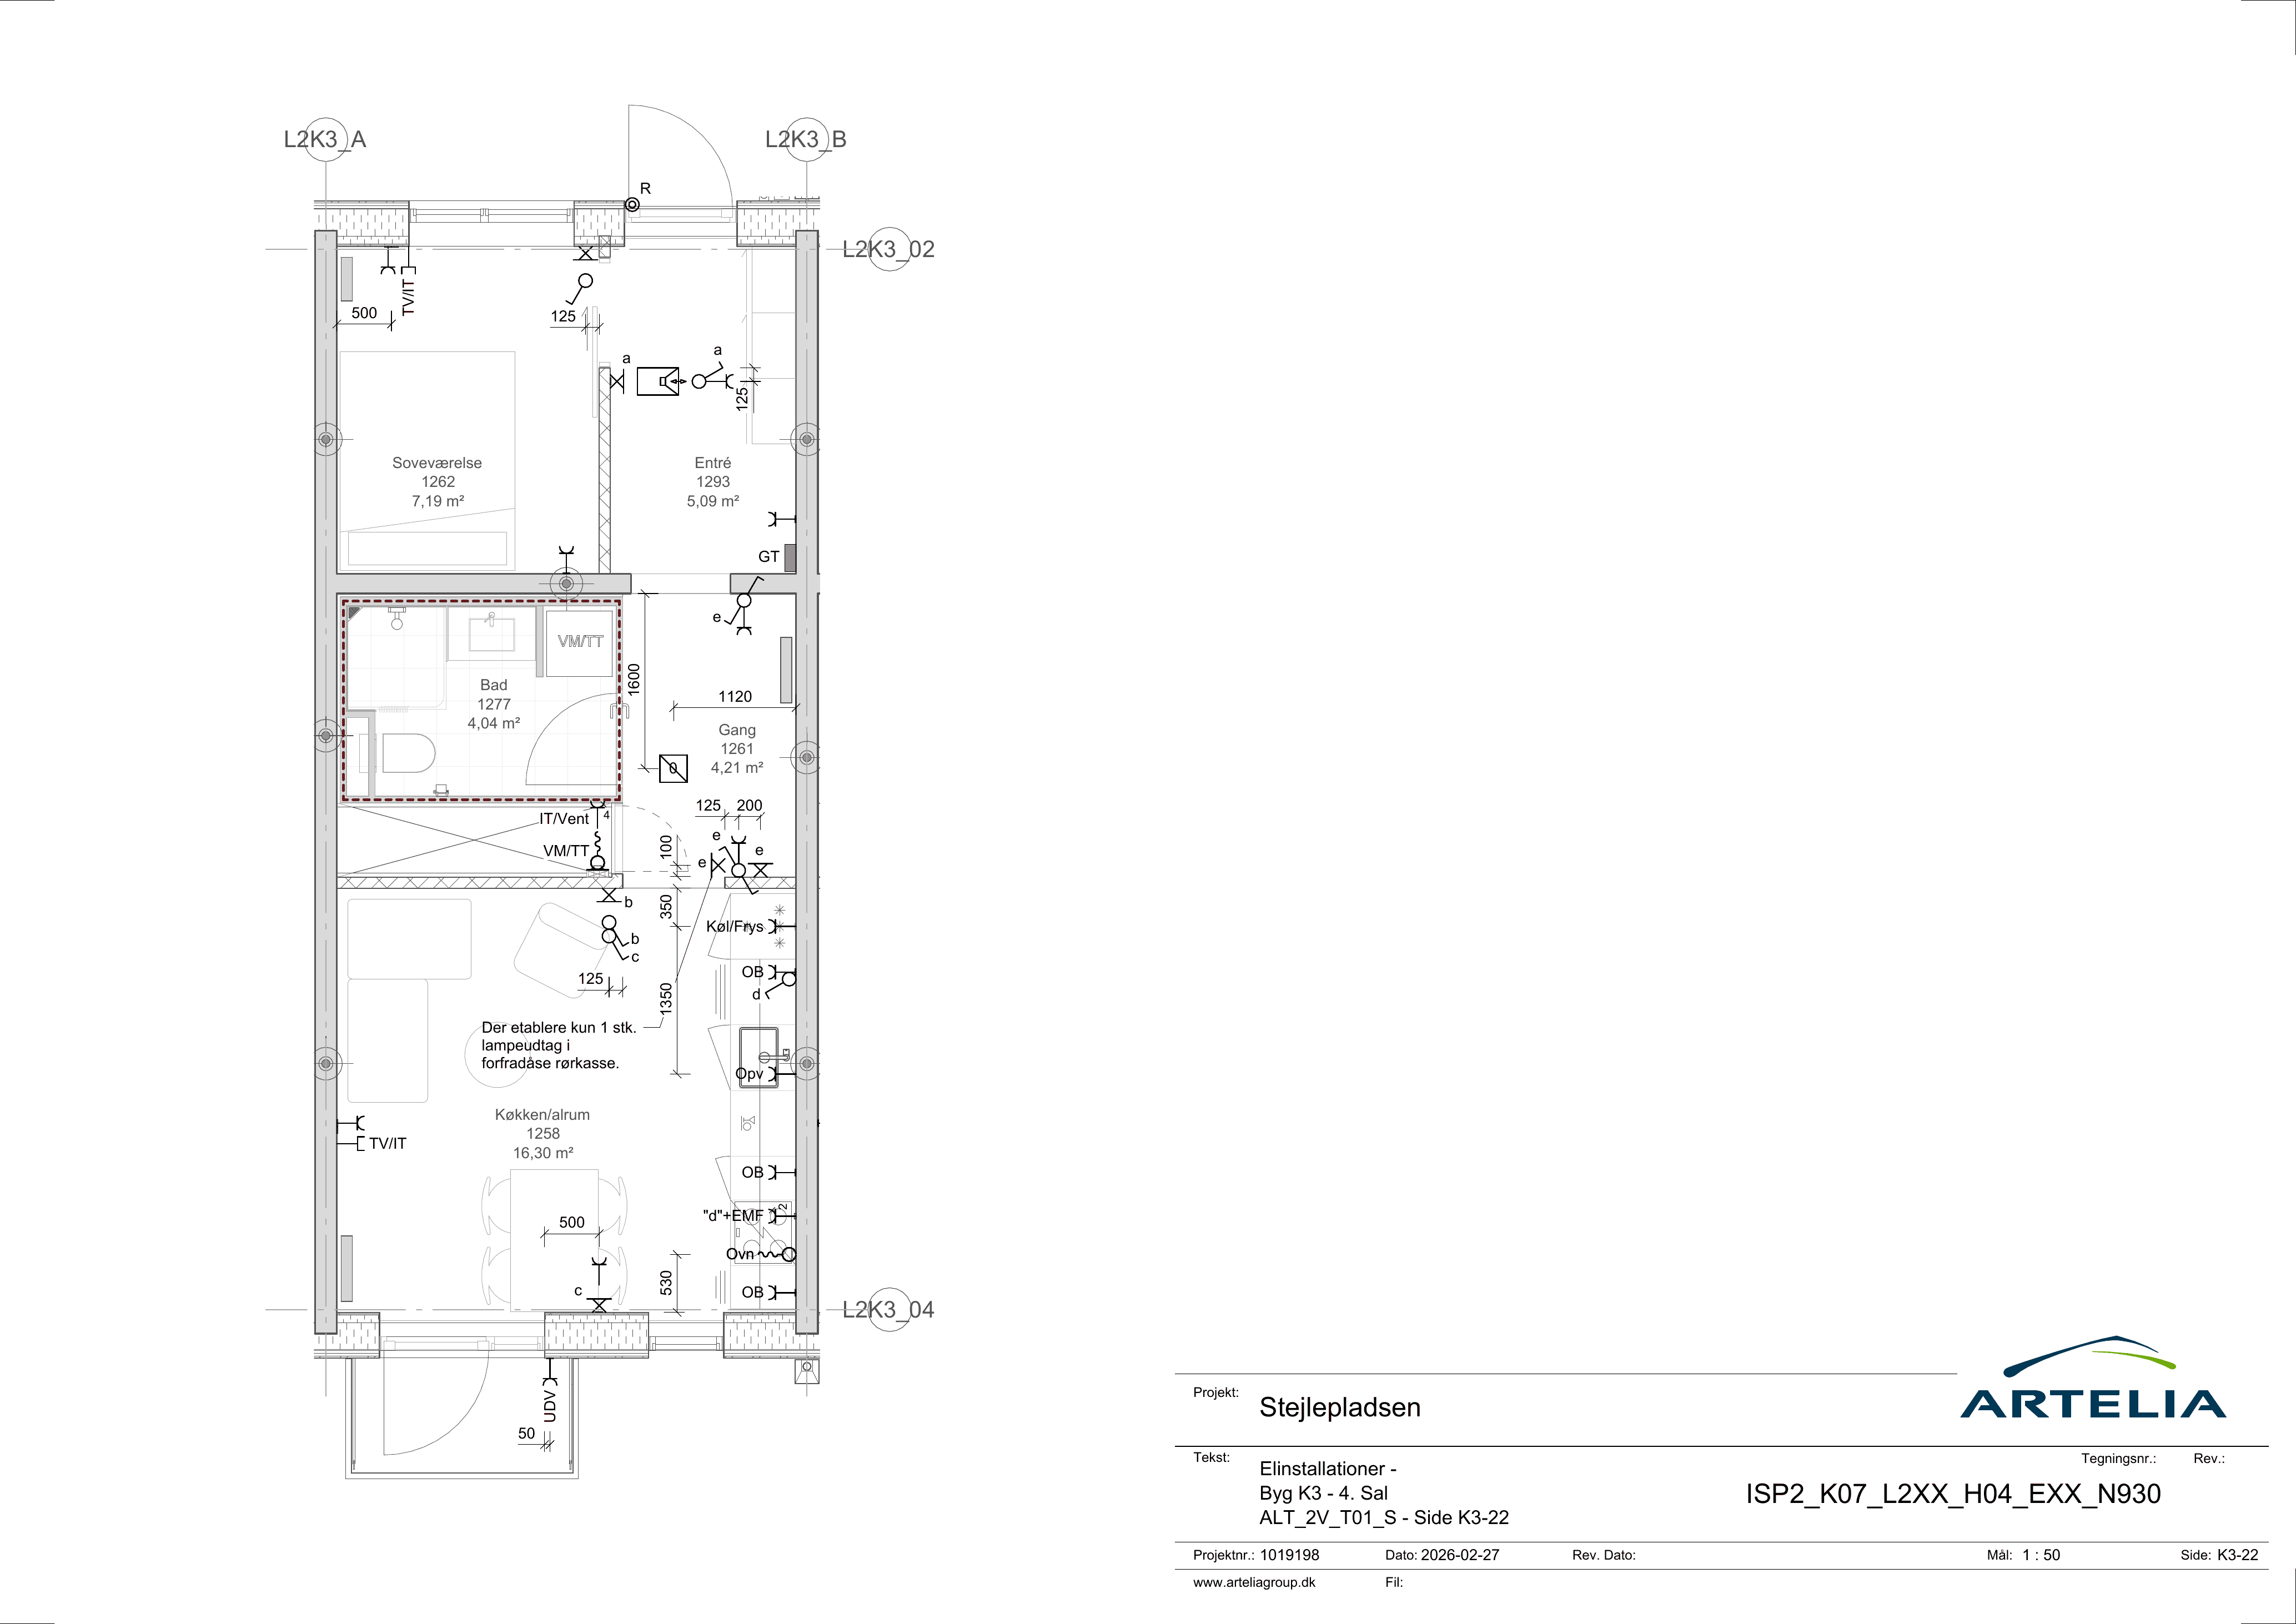 L2K3_A
L2K3_B
R
L2K3_02
TV/IT
500
125
a
a
125
Soveværelse
1262
7,19 m²
Entré
1293
5,09 m²
GT
e
VM/TT
1600
Bad
1277
4,04 m²
1120
Gang
1261
4,21 m²
0
125
200
IT/Vent
4
VM/TT
100
e
e
e
b
350
Køl/Frys
b
c
OB
d
125
1350
Der etablere kun 1 stk.
lampeudtag i
forfradåse rørkasse.
Opv
Køkken/alrum
1258
16,30 m²
TV/IT
OB
"d"+EMF
2
500
Ovn
530
c
OB
L2K3_04
UDV
50
Projekt:
Stejlepladsen
ARTELIA
Tekst:
Elinstallationer -
Byg K3 - 4. Sal
ALT_2V_T01_S - Side K3-22
Tegningsnr.:
Rev.:
ISP2_K07_L2XX_H04_EXX_N930
Projektnr.: 1019198
Dato: 2026-02-27
Rev. Dato:
Mål: 1 : 50
Side: K3-22
www.arteliagroup.dk
Fil: